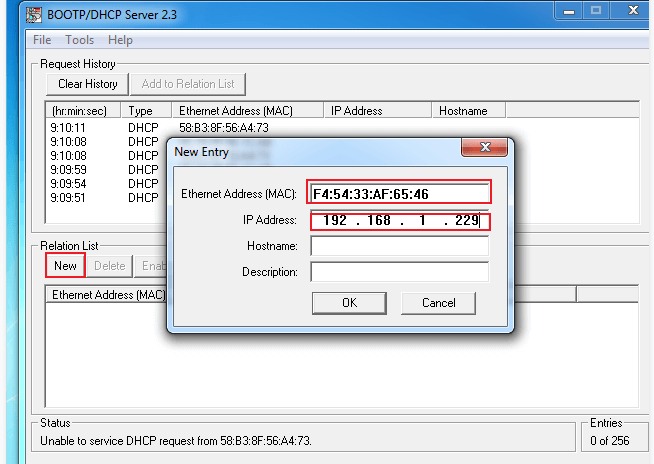 BOOTP/DHCP Server 2.3
File Tools Help
Request History
Clear History Add to Relation List
(hr:min:sec) Type Ethernet Address (MAC) IP Address Hostname
9:10:11 DHCP 58:B3:8F:56:A4:73
9:10:08 DHCP
9:10:08 DHCP
9:09:59 DHCP
9:09:54 DHCP
9:09:51 DHCP
New Entry
Ethernet Address (MAC): F4:54:33:AF:65:46
IP Address: 192 . 168 . 1 . 229
Hostname:
Description:
OK Cancel
Relation List
New Delete Enab
Ethernet Address (MAC)
Status
Unable to service DHCP request from 58:B3:8F:56:A4:73.
Entries
0 of 256